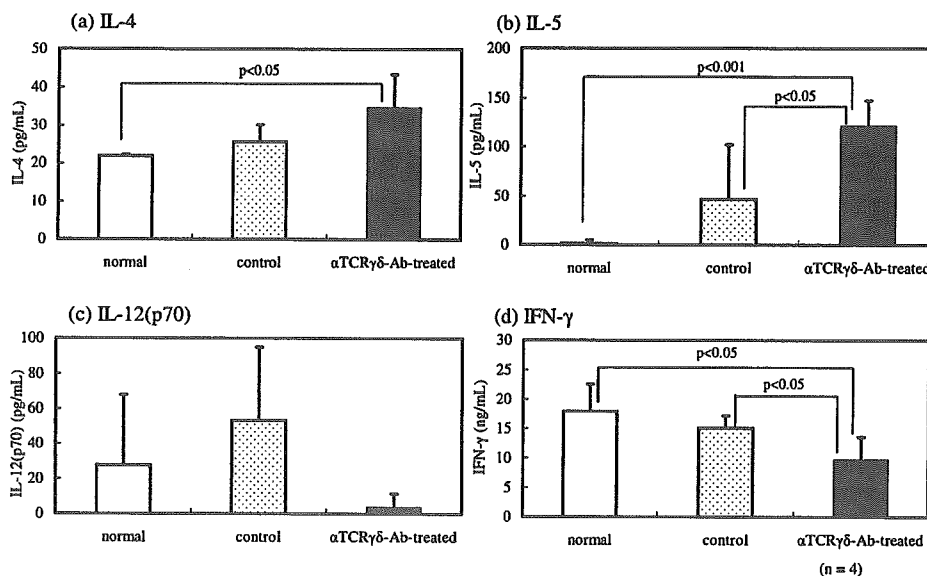 (a) IL-4
50
40
30
20
10
0
IL-4 (pg/mL)
p<0.05
normal control αTCRγδ-Ab-treated
(b) IL-5
200
150
100
50
0
IL-5 (pg/mL)
p<0.001
p<0.05
normal control αTCRγδ-Ab-treated
(c) IL-12(p70)
100
80
60
40
20
0
IL-12(p70) (pg/mL)
normal control αTCRγδ-Ab-treated
(d) IFN-γ
30
25
20
15
10
5
0
IFN-γ (ng/mL)
p<0.05
p<0.05
normal control αTCRγδ-Ab-treated
(n = 4)